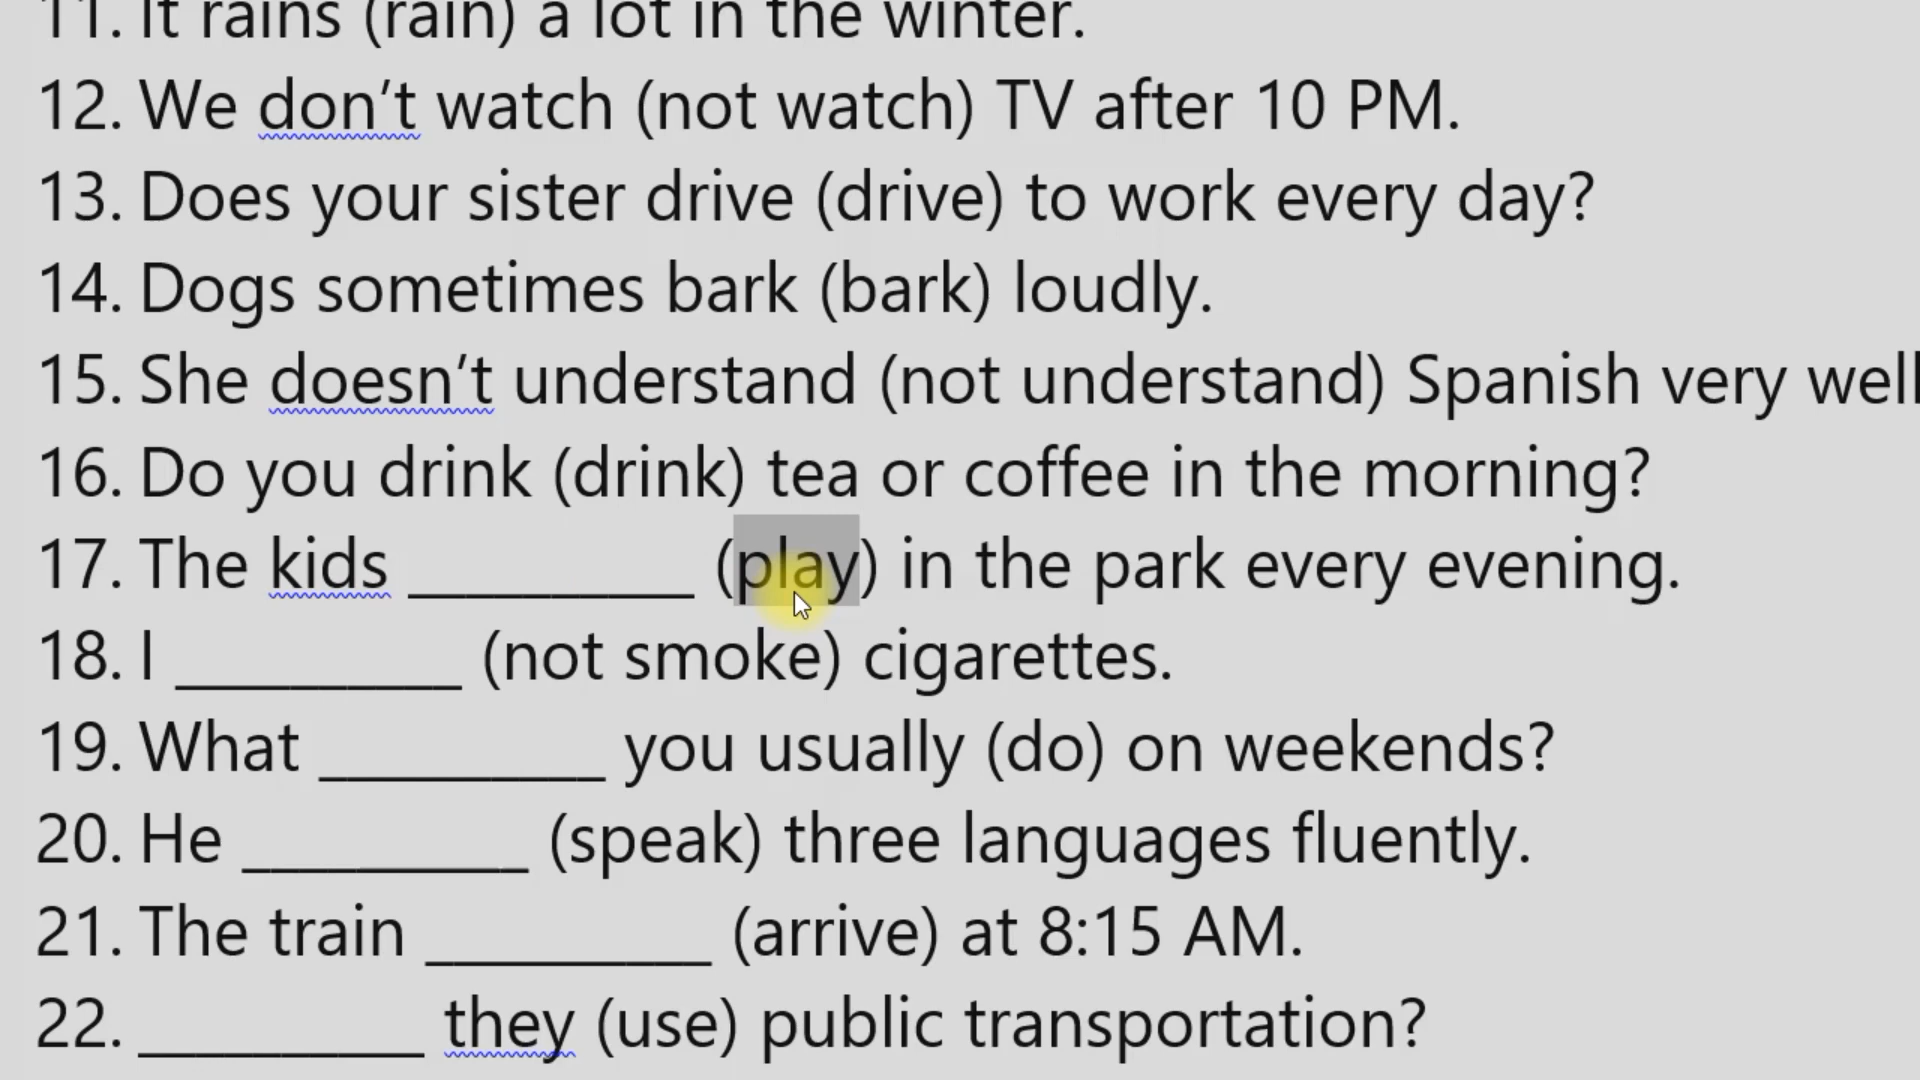 11. It rains (rain) a lot in the winter.
12. We don’t watch (not watch) TV after 10 PM.
13. Does your sister drive (drive) to work every day?
14. Dogs sometimes bark (bark) loudly.
15. She doesn’t understand (not understand) Spanish very well
16. Do you drink (drink) tea or coffee in the morning?
17. The kids __________ (play) in the park every evening.
18. I __________ (not smoke) cigarettes.
19. What __________ you usually (do) on weekends?
20. He __________ (speak) three languages fluently.
21. The train __________ (arrive) at 8:15 AM.
22. __________ they (use) public transportation?